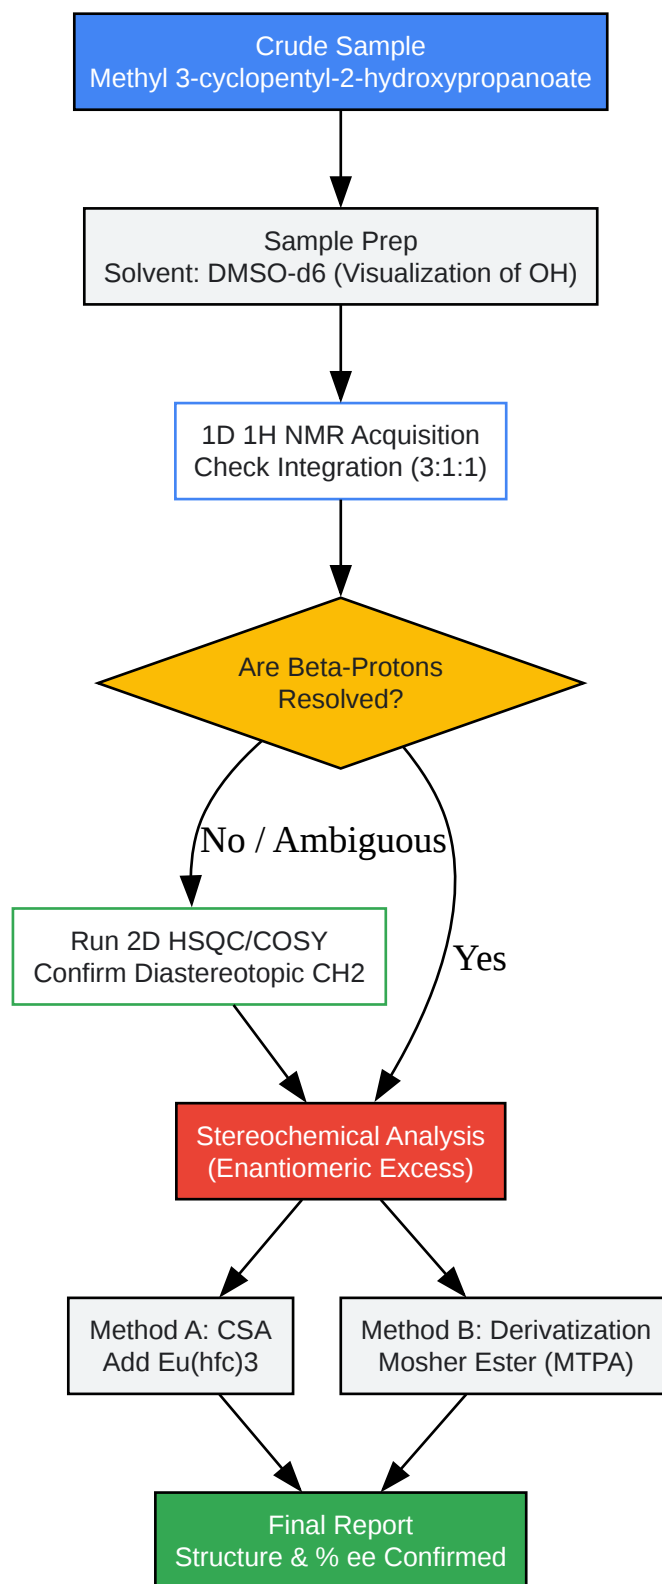 Crude Sample
Methyl 3-cyclopentyl-2-hydroxypropanoate
Sample Prep
Solvent: DMSO-d6 (Visualization of OH)
1D 1H NMR Acquisition
Check Integration (3:1:1)
Are Beta-Protons
Resolved?
No / Ambiguous
Run 2D HSQC/COSY
Confirm Diastereotopic CH2
Yes
Stereochemical Analysis
(Enantiomeric Excess)
Method A: CSA
Add Eu(hfc)3
Method B: Derivatization
Mosher Ester (MTPA)
Final Report
Structure & % ee Confirmed